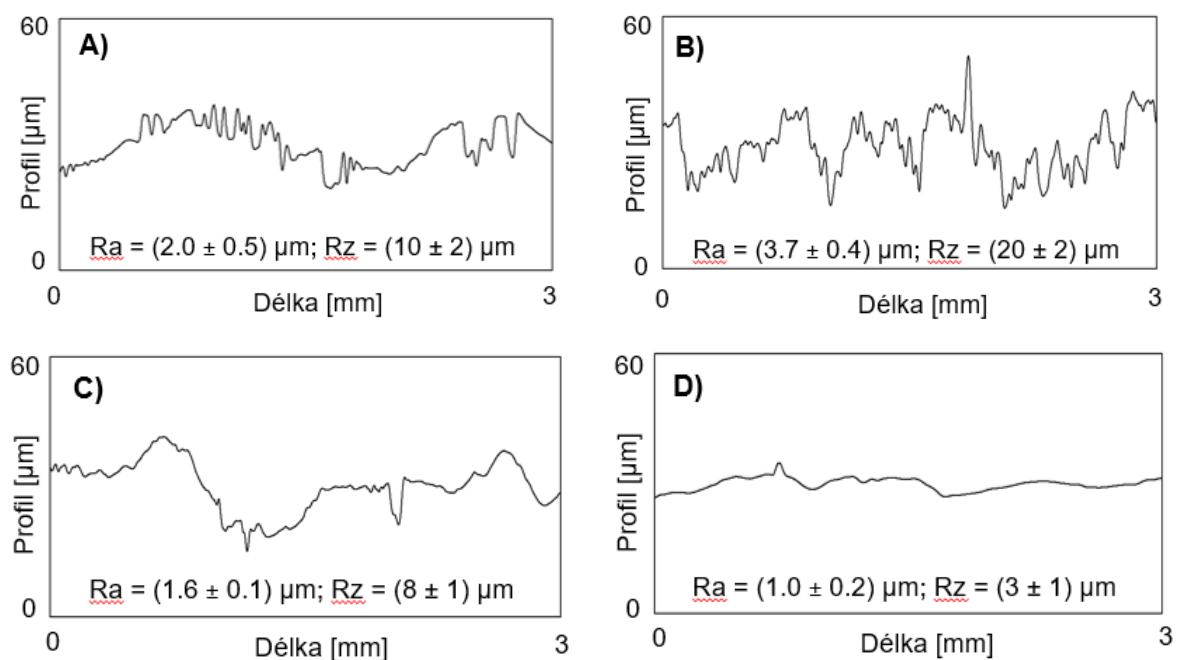 60
A)
Profil [µm]
Ra = (2.0 ± 0.5) µm; Rz = (10 ± 2) µm
0
0
Délka [mm]
3
60
B)
Profil [µm]
Ra = (3.7 ± 0.4) µm; Rz = (20 ± 2) µm
0
0
Délka [mm]
3
60
C)
Profil [µm]
Ra = (1.6 ± 0.1) µm; Rz = (8 ± 1) µm
0
0
Délka [mm]
3
60
D)
Profil [µm]
Ra = (1.0 ± 0.2) µm; Rz = (3 ± 1) µm
0
0
Délka [mm]
3